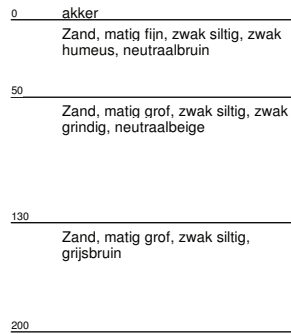 0 akker
Zand, matig fijn, zwak siltig, zwak
humeus, neutraalbruin
50
Zand, matig grof, zwak siltig, zwak
grindig, neutraalbeige
130
Zand, matig grof, zwak siltig,
grijsbruin
200